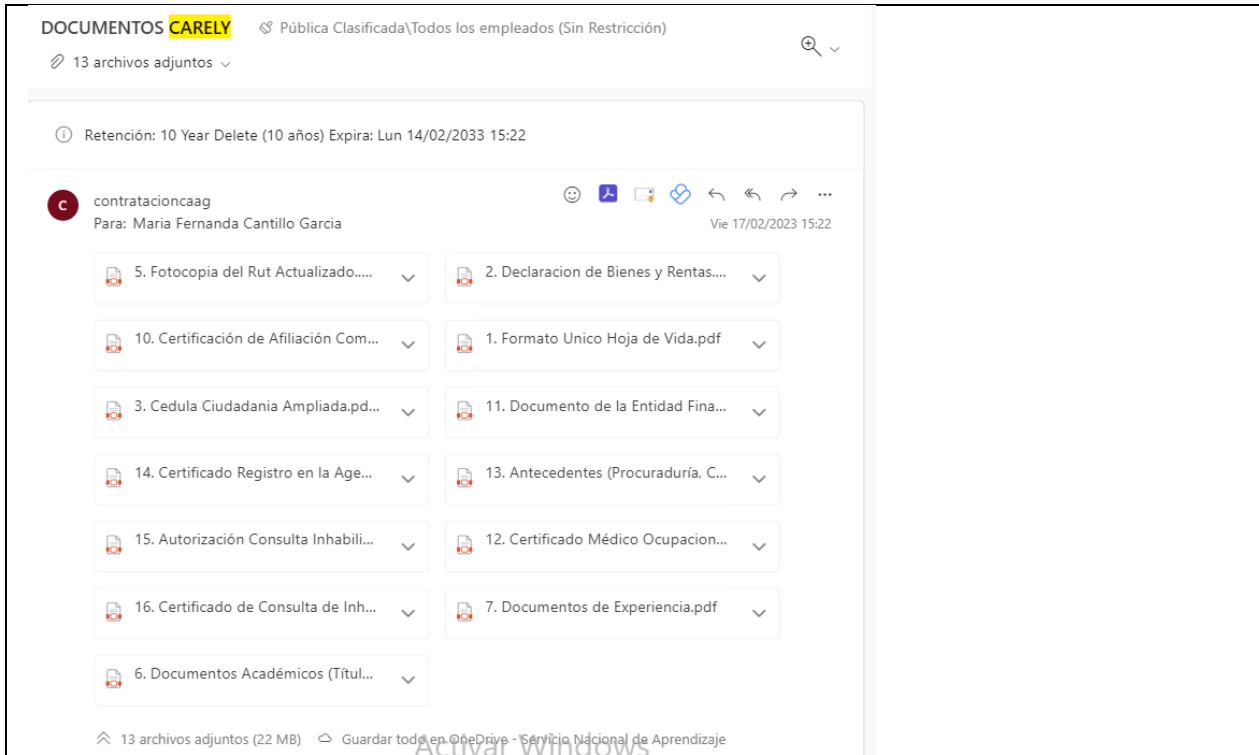 DOCUMENTOS CARELY Pública Clasificada\Todos los empleados (Sin Restricción)
13 archivos adjuntos
Retención: 10 Year Delete (10 años) Expira: Lun 14/02/2033 15:22
C
contratacioncaag
Para: Maria Fernanda Cantillo Garcia Vie 17/02/2023 15:22
5. Fotocopia del Rut Actualizado..... 2. Declaracion de Bienes y Rentas....
10. Certificación de Afiliación Com... 1. Formato Unico Hoja de Vida.pdf
3. Cedula Ciudadania Ampliada.pd... 11. Documento de la Entidad Fina...
14. Certificado Registro en la Age... 13. Antecedentes (Procuraduría, C...
15. Autorización Consulta Inhabili... 12. Certificado Médico Ocupacion...
16. Certificado de Consulta de Inh... 7. Documentos de Experiencia.pdf
6. Documentos Académicos (Títul...
13 archivos adjuntos (22 MB) Guardar todo en OneDrive - Servicio Nacional de Aprendizaje
Activar Windows